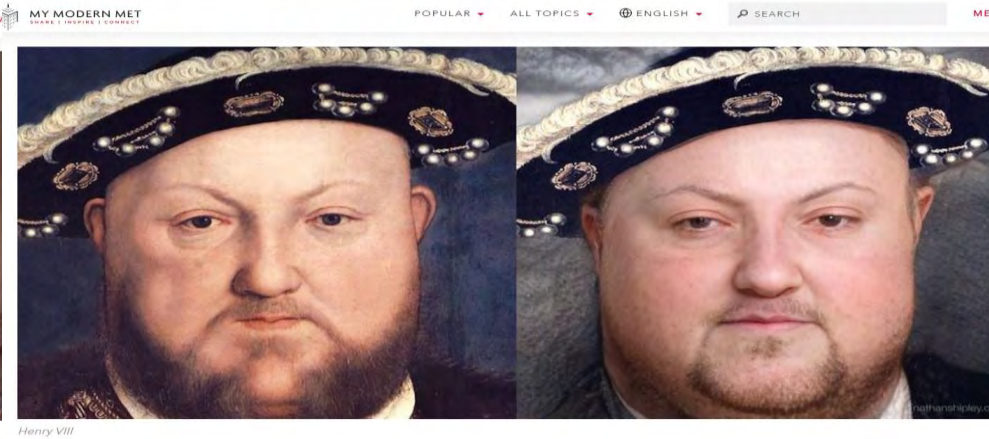 MY MODERN MET
SHARE | INSPIRE | CONNECT
POPULAR
ALL TOPICS
ENGLISH
SEARCH
ME
nathanshipley.c
Henry VIII